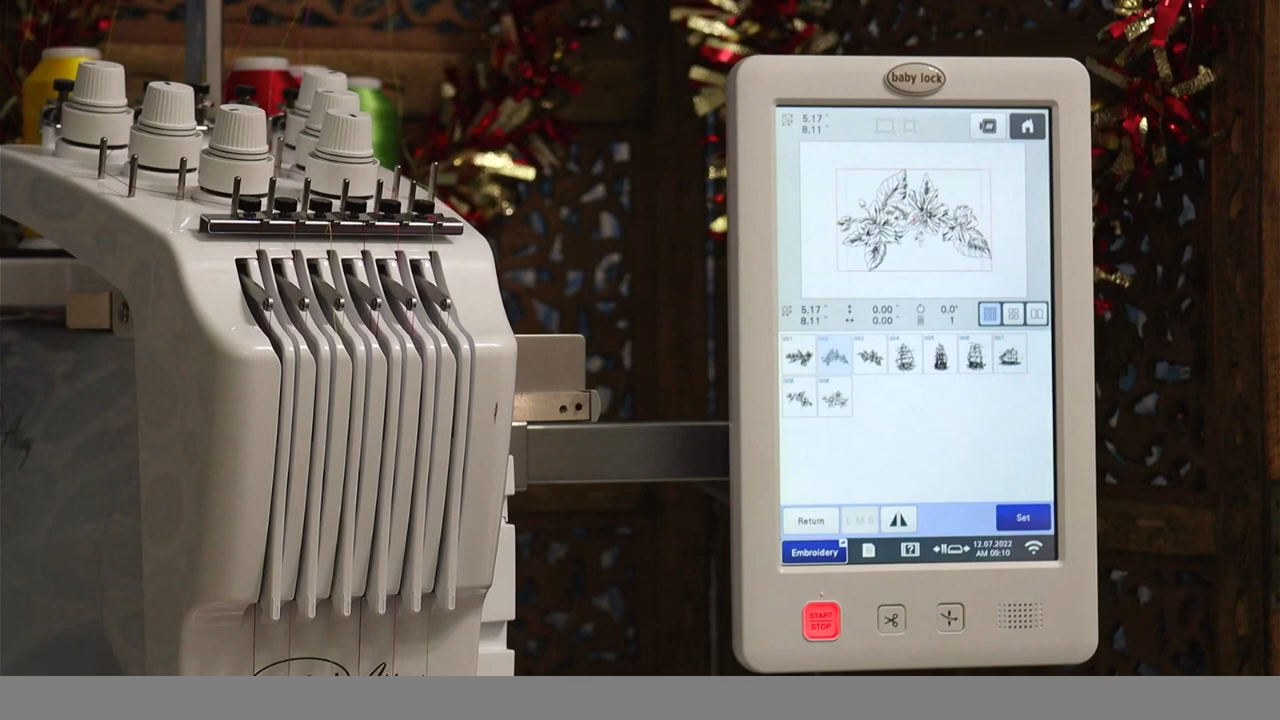 baby lock
5.17 "
8.11 "
5.17 " 0.00 " 0.0°
8.11 " 0.00 " 1
001 002 003 004 005 006 007
008 009
Return L M S Set
Embroidery ? 12.07.2022
AM 09:10
START
STOP